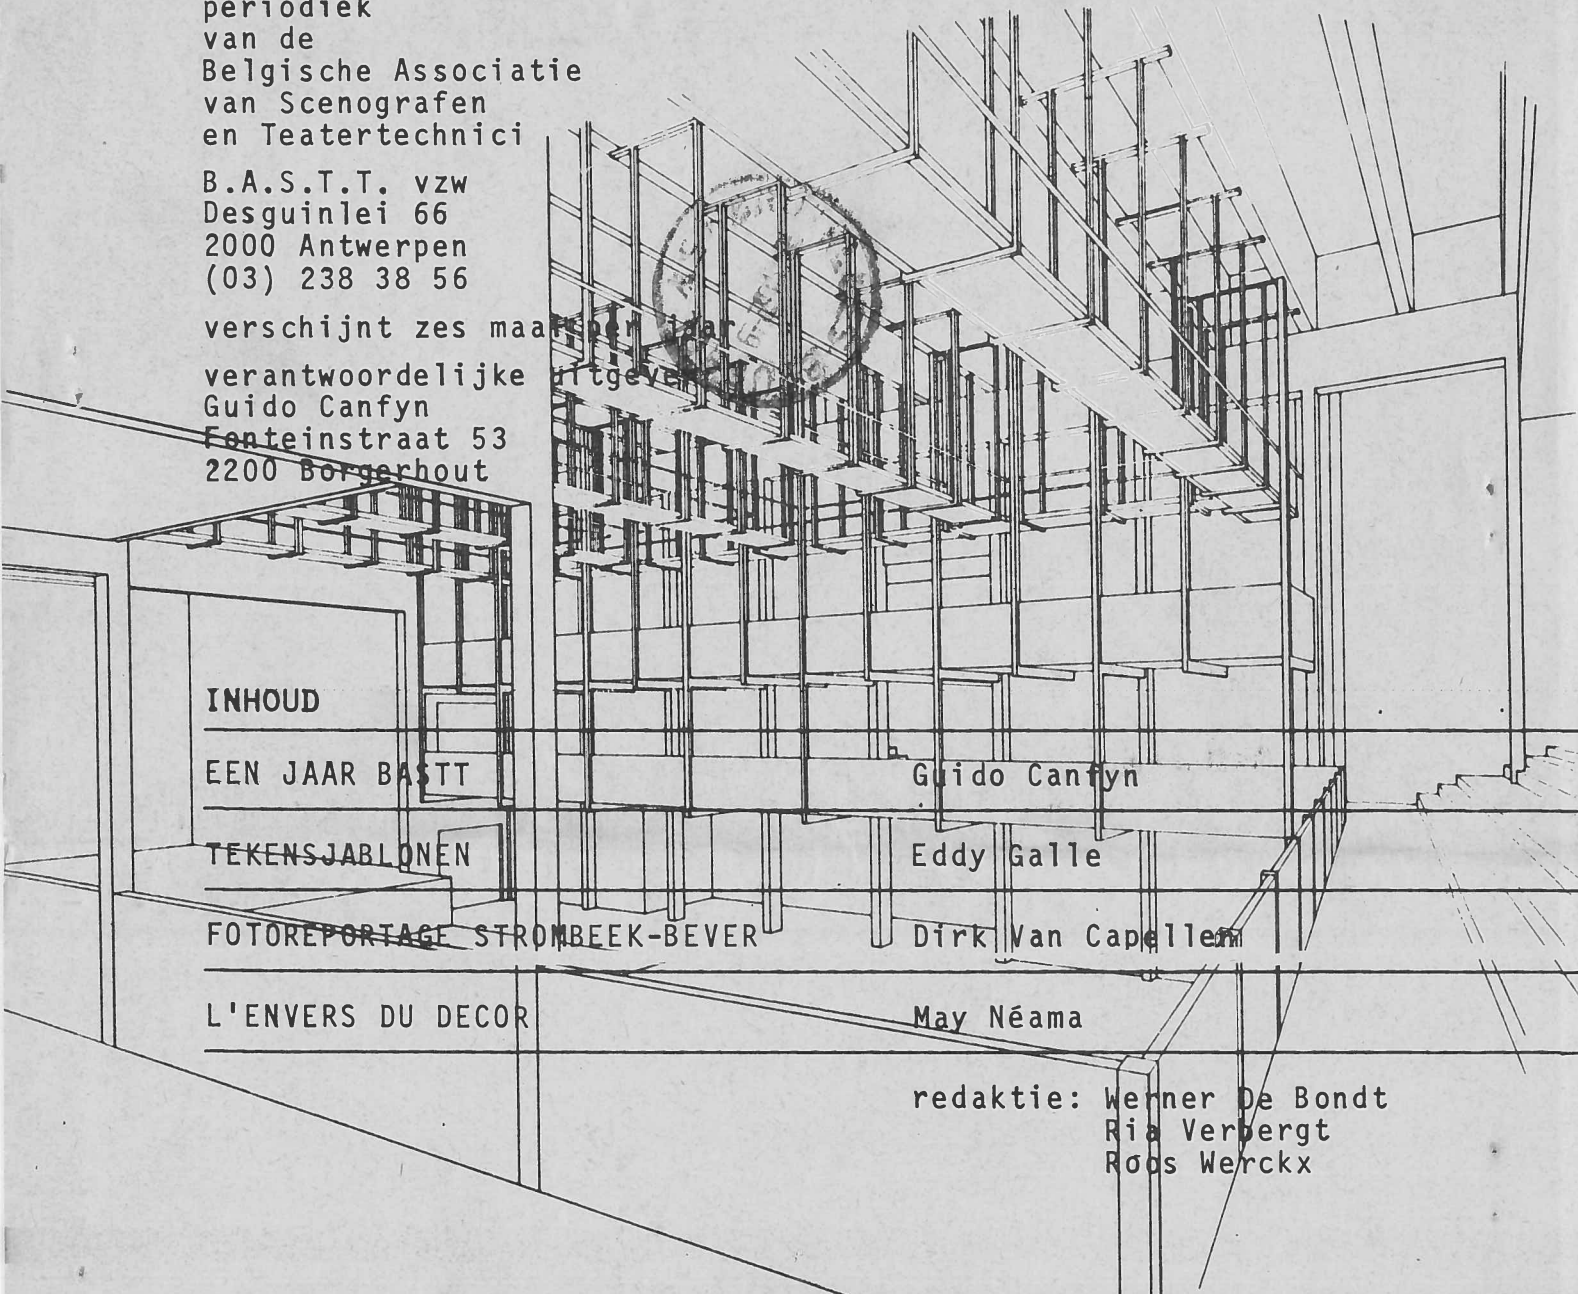 periodiek
van de
Belgische Associatie
van Scenografen
en Teatertechnici
B.A.S.T.T. vzw
Desguinlei 66
2000 Antwerpen
(03) 238 38 56
verschijnt zes maal per jaar
verantwoordelijke uitgever:
Guido Canfyn
Fonteinstraat 53
2200 Borgerhout
INHOUD
EEN JAAR BASTT Guido Canfyn
TEKENSJABLONEN Eddy Galle
FOTOREPORTAGE STROMBEEK-BEVER Dirk Van Capellen
L'ENVERS DU DECOR May Néama
redaktie: Werner De Bondt
Ria Verbergt
Roos Werckx